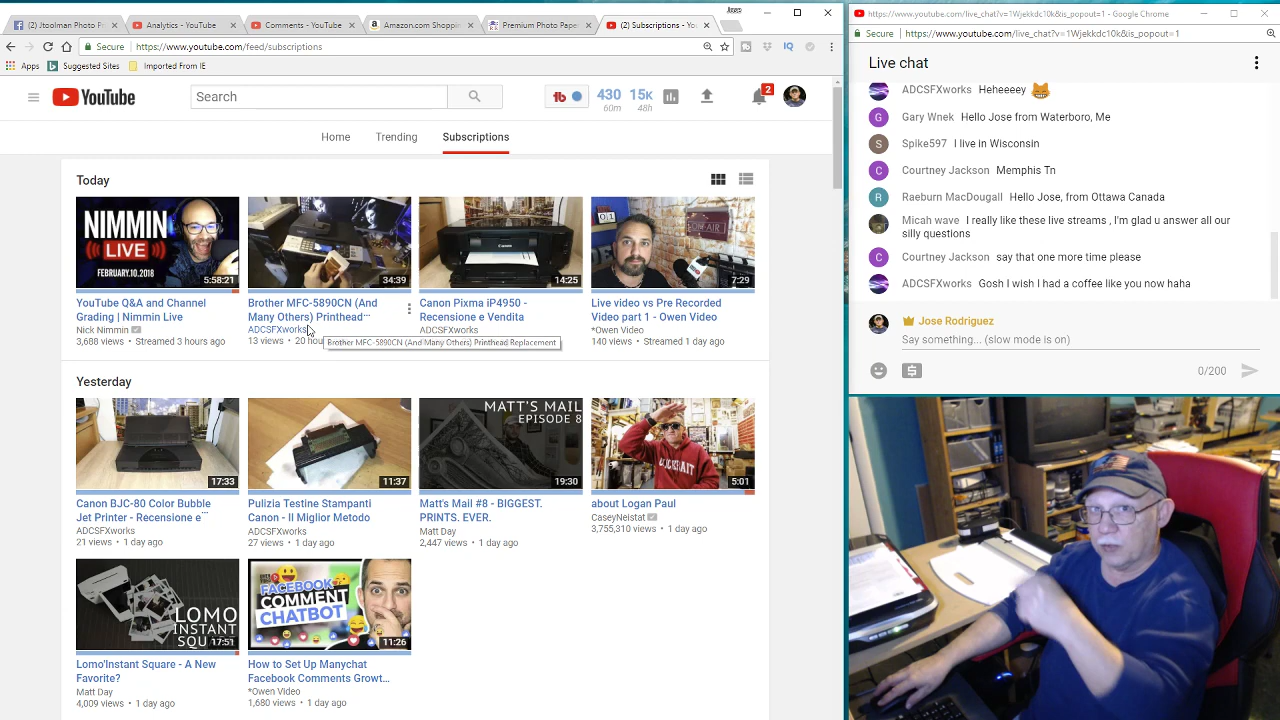 (2) Jtoolman Photo P
Analytics - YouTube
Comments - YouTube
Amazon.com: Shoppi
Premium Photo Pape
(2) Subscriptions - Yo
Secure
https://www.youtube.com/feed/subscriptions
Apps
Suggested Sites
Imported From IE
YouTube
Search
430
60m
15K
48h
2
Home
Trending
Subscriptions
Today
NIMMIN
LIVE
FEBRUARY.10.2018
5:58:21
34:39
Canon
14:25
ON AIR
7:29
YouTube Q&A and Channel
Grading | Nimmin Live
Nick Nimmin
3,688 views • Streamed 3 hours ago
Brother MFC-5890CN (And
Many Others) Printhead...
ADCSFXworks
13 views • 20 hou
Brother MFC-5890CN (And Many Others) Printhead Replacement
Canon Pixma iP4950 -
Recensione e Vendita
ADCSFXworks
Live video vs Pre Recorded
Video part 1 - Owen Video
*Owen Video
140 views • Streamed 1 day ago
Yesterday
17:33
11:37
MATT'S MAIL
EPISODE 8
19:30
5:01
Canon BJC-80 Color Bubble
Jet Printer - Recensione e...
ADCSFXworks
21 views • 1 day ago
Pulizia Testine Stampanti
Canon - Il Miglior Metodo
ADCSFXworks
27 views • 1 day ago
Matt's Mail #8 - BIGGEST.
PRINTS. EVER.
Matt Day
2,447 views • 1 day ago
about Logan Paul
CaseyNeistat
3,755,310 views • 1 day ago
LOMO
INSTANT
SQU
17:51
FACEBOOK
COMMENT
CHATBOT
11:26
Lomo'Instant Square - A New
Favorite?
Matt Day
4,009 views • 1 day ago
How to Set Up Manychat
Facebook Comments Growt...
*Owen Video
1,680 views • 1 day ago
https://www.youtube.com/live_chat?v=1Wjekkdc10k&is_popout=1 - Google Chrome
Secure
https://www.youtube.com/live_chat?v=1Wjekkdc10k&is_popout=1
Live chat
ADCSFXworks Heheeeey
Gary Wnek Hello Jose from Waterboro, Me
Spike597 I live in Wisconsin
Courtney Jackson Memphis Tn
Raeburn MacDougall Hello Jose, from Ottawa Canada
Micah wave I really like these live streams , I'm glad u answer all our
silly questions
Courtney Jackson say that one more time please
ADCSFXworks Gosh I wish I had a coffee like you now haha
Jose Rodriguez
Say something... (slow mode is on)
0/200